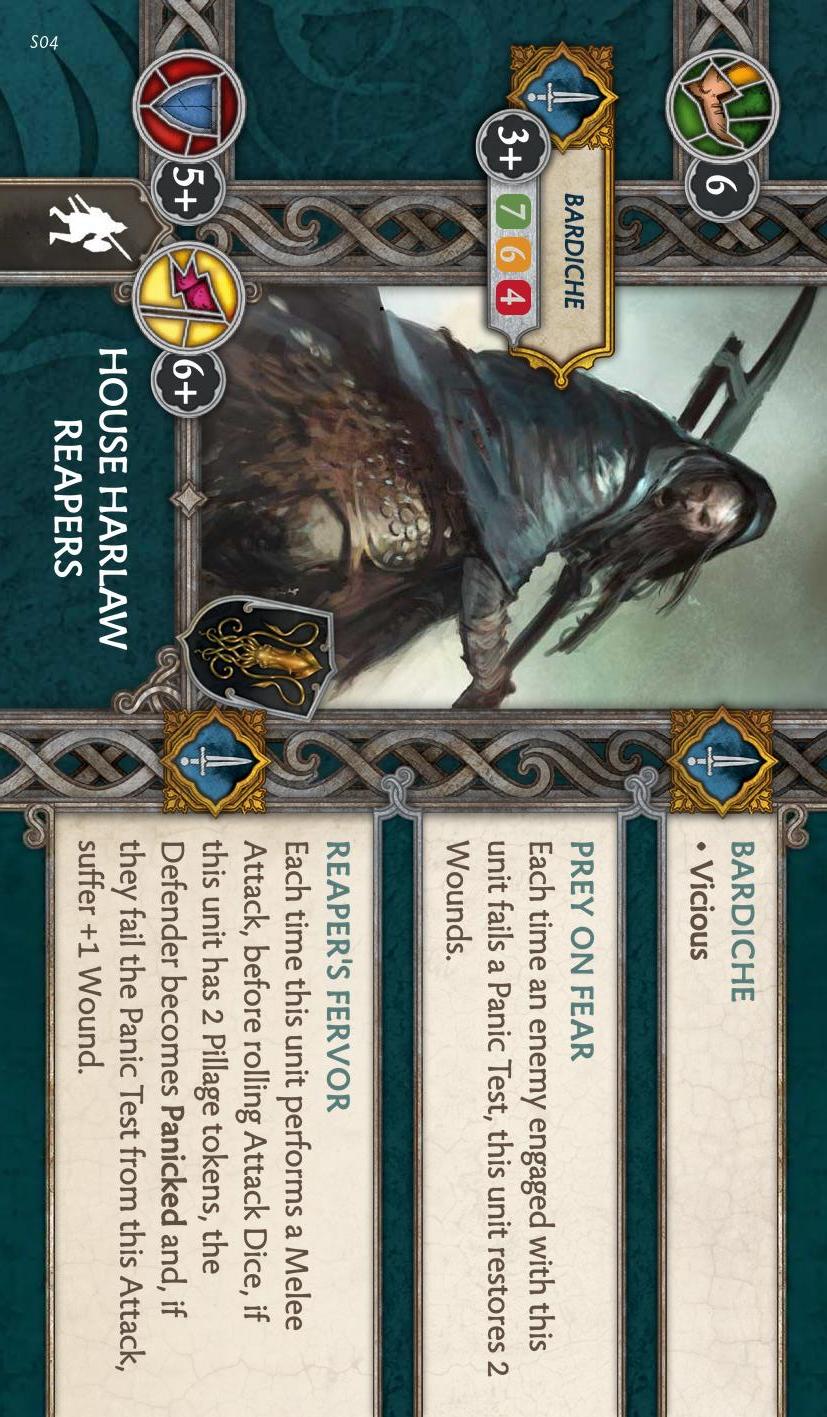 6
BARDICHE
3+
7 6 4
5+
6+
HOUSE HARLAW
REAPERS
S04
BARDICHE
• Vicious
PREY ON FEAR
Each time an enemy engaged with this
unit fails a Panic Test, this unit restores 2
Wounds.
REAPER'S FERVOR
Each time this unit performs a Melee
Attack, before rolling Attack Dice, if
this unit has 2 Pillage tokens, the
Defender becomes Panicked and, if
they fail the Panic Test from this Attack,
suffer +1 Wound.